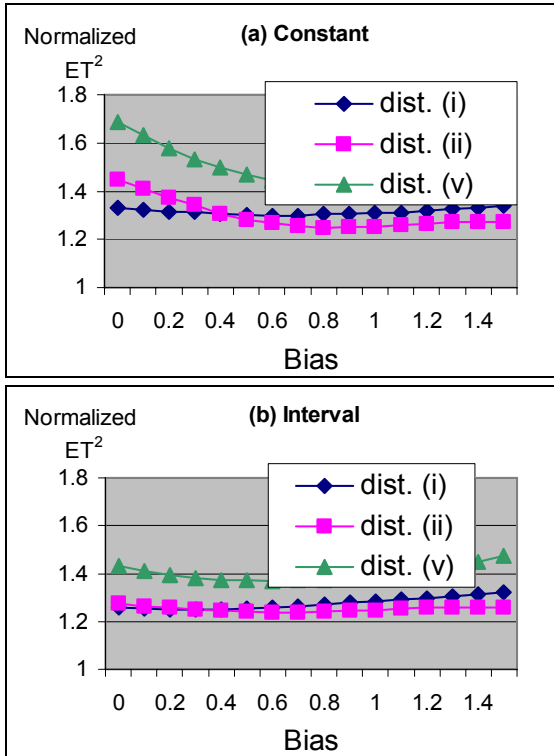 Normalized
(a) Constant
ET²
1.8
1.6
1.4
1.2
1
dist. (i)
dist. (ii)
dist. (v)
0 0.2 0.4 0.6 0.8 1 1.2 1.4
Bias
Normalized
(b) Interval
ET²
1.8
1.6
1.4
1.2
1
dist. (i)
dist. (ii)
dist. (v)
0 0.2 0.4 0.6 0.8 1 1.2 1.4
Bias